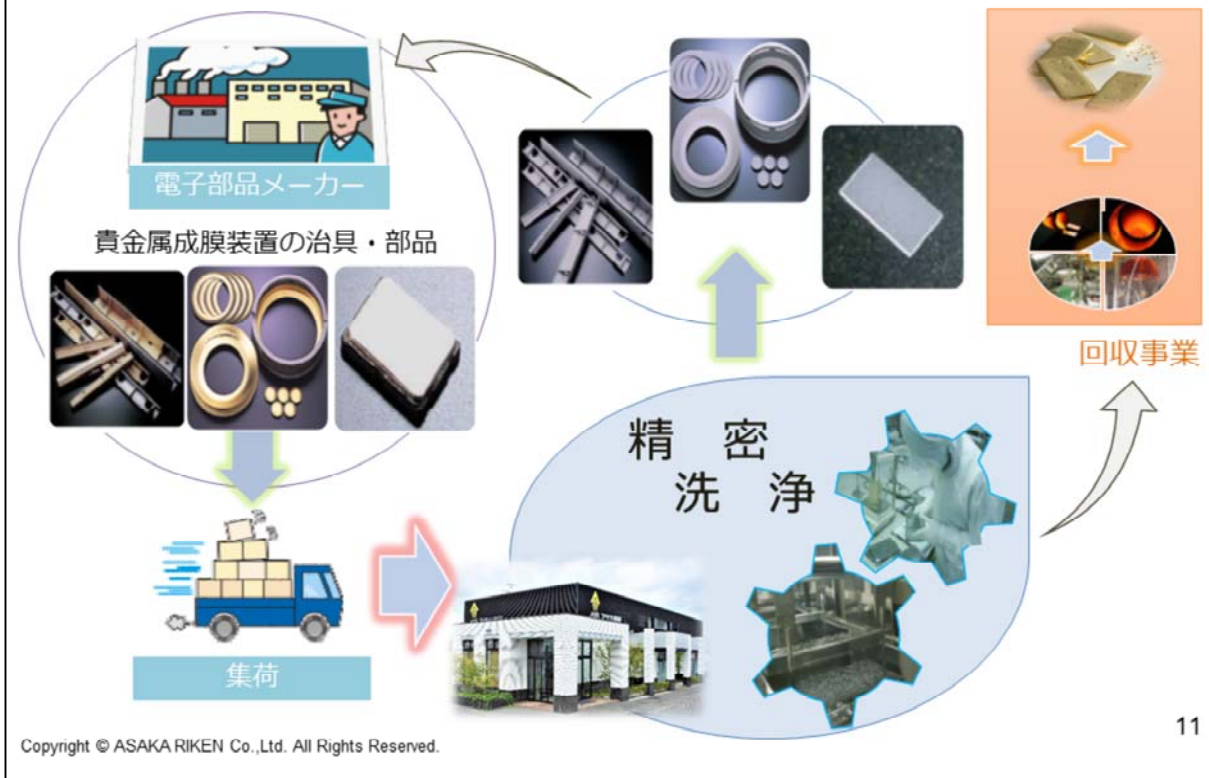 電子部品メーカー
貴金属成膜装置の治具・部品
集荷
精 密
洗 浄
回収事業
Copyright © ASAKA RIKEN Co.,Ltd. All Rights Reserved.
11